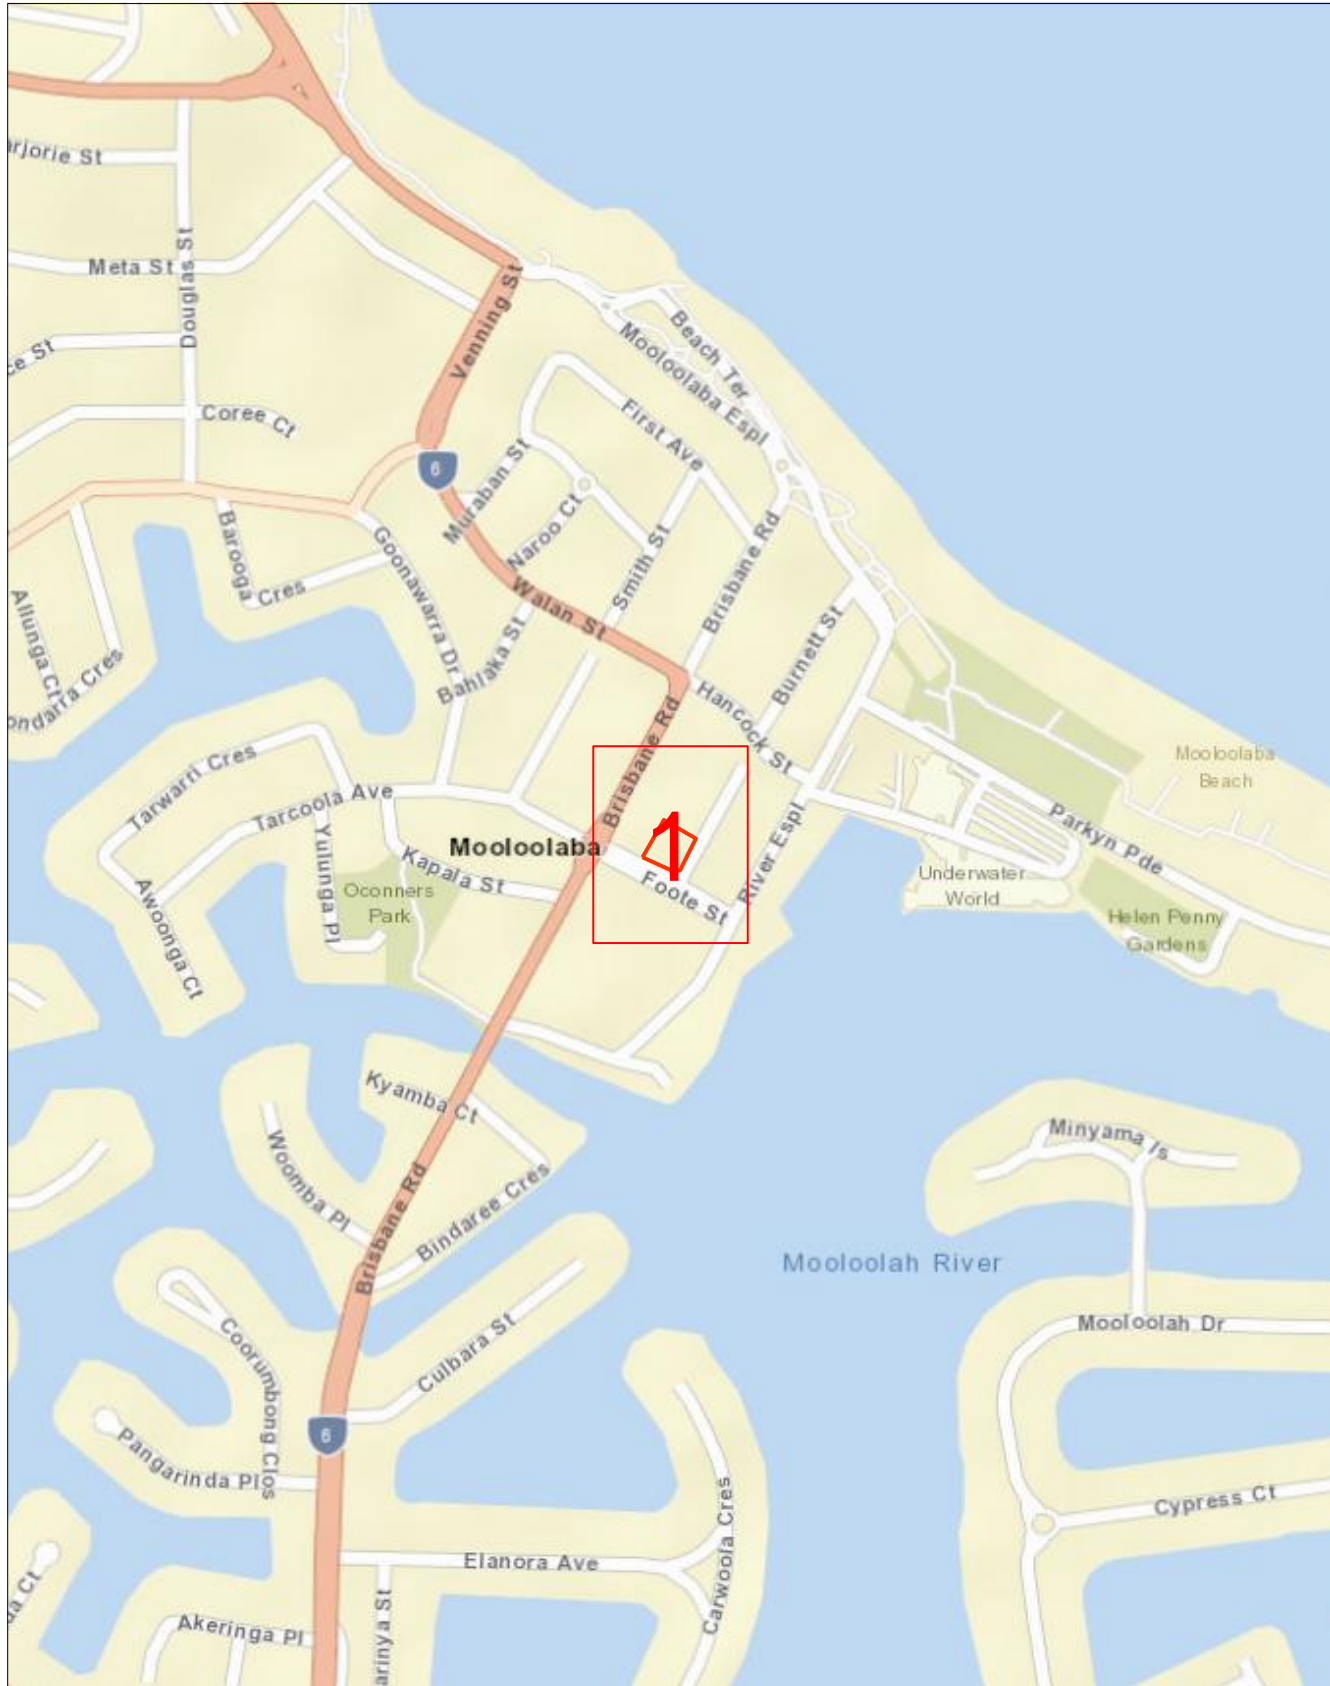 Meta St
Douglas St
Coree Ct
Venning St
Beach Ter
Mooloolaba Espl
First Ave
6
Muraban St
Naroo Ct
Smith St
Brisbane Rd
Burnett St
Walan St
Barooga
Cres
Goonawarra Dr
Bahlaka St
Allunga Ct
Hancock St
Brisbane Rd
Tarwarri Cres
Tarcoola Ave
Mooloolaba
Beach
Parkyn Pde
River Espl
Yulunga Pl
Mooloolaba
1
Kapala St
Foote St
Oconners
Park
Awoonga Ct
Underwater
World
Helen Penny
Gardens
Kyamba Ct
Woomba Pl
Bindaree Cres
Brisbane Rd
Minyama Is
Mooloolah River
Mooloolah Dr
Coorumbong Clos
Culbara St
6
Pangarinda Pl
Cypress Ct
Elanora Ave
Carwoola Cres
Akeringa Pl